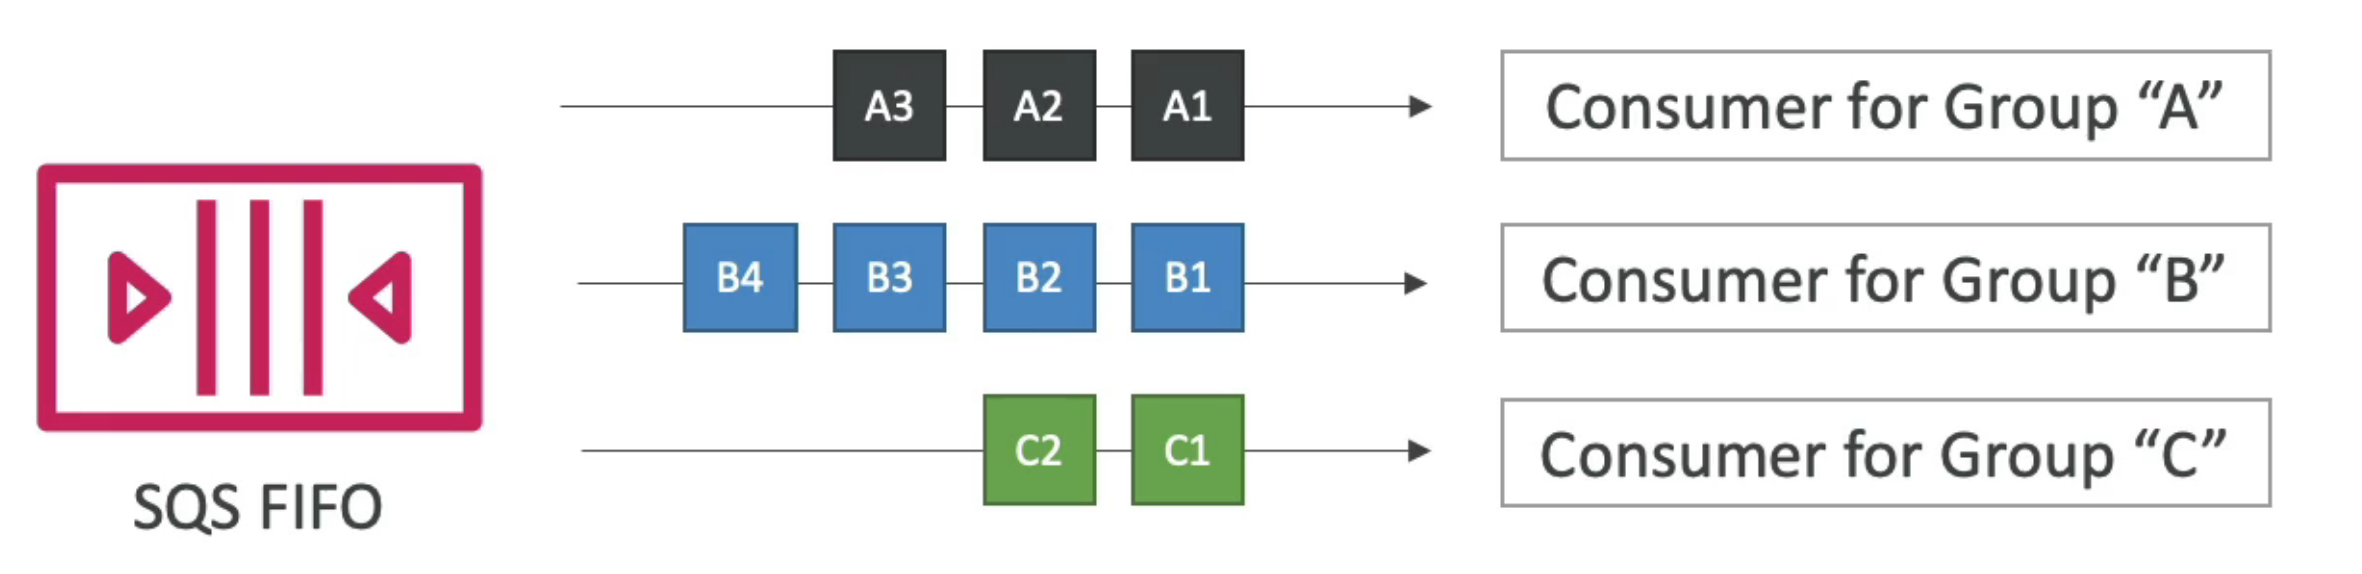 A3 A2 A1 Consumer for Group “A”
B4 B3 B2 B1 Consumer for Group “B”
C2 C1 Consumer for Group “C”
SQS FIFO